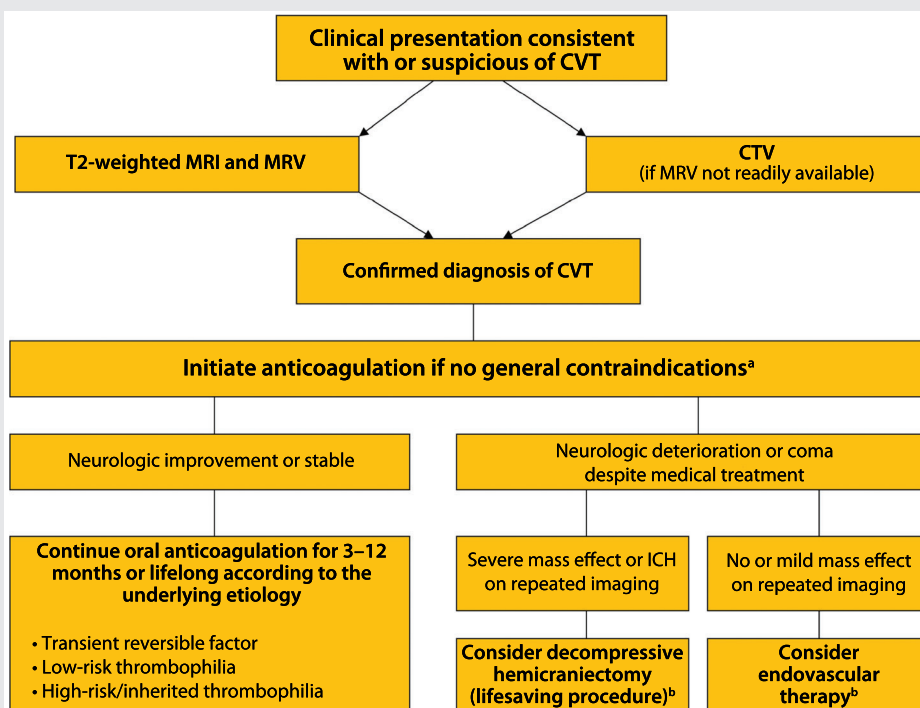 Clinical presentation consistent
with or suspicious of CVT
T2-weighted MRI and MRV
CTV
(if MRV not readily available)
Confirmed diagnosis of CVT
Initiate anticoagulation if no general contraindicationsᵃ
Neurologic improvement or stable
Neurologic deterioration or coma
despite medical treatment
Continue oral anticoagulation for 3–12
months or lifelong according to the
underlying etiology
• Transient reversible factor
• Low-risk thrombophilia
• High-risk/inherited thrombophilia
Severe mass effect or ICH
on repeated imaging
No or mild mass effect
on repeated imaging
Consider decompressive
hemicraniectomy
(lifesaving procedure)ᵇ
Consider
endovascular
therapyᵇ